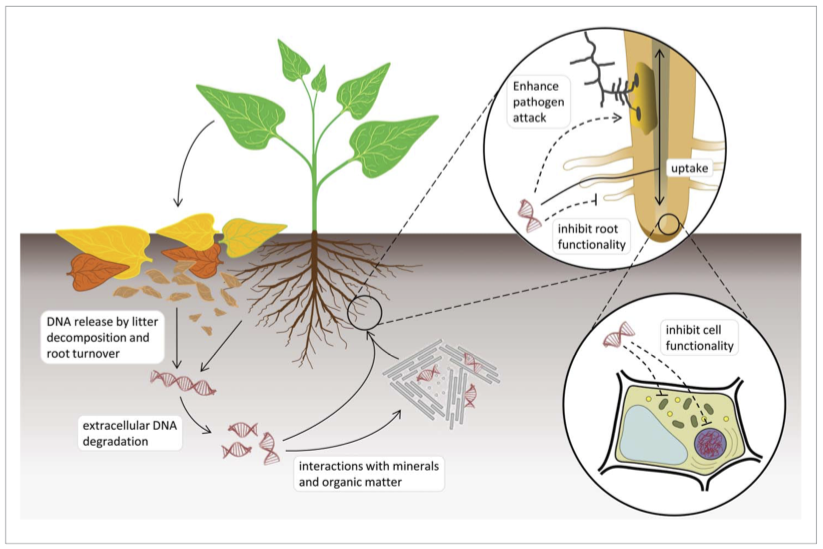 Enhance
pathogen
attack
uptake
inhibit root
functionality
DNA release by litter
decomposition and
root turnover
inhibit cell
functionality
extracellular DNA
degradation
interactions with minerals
and organic matter